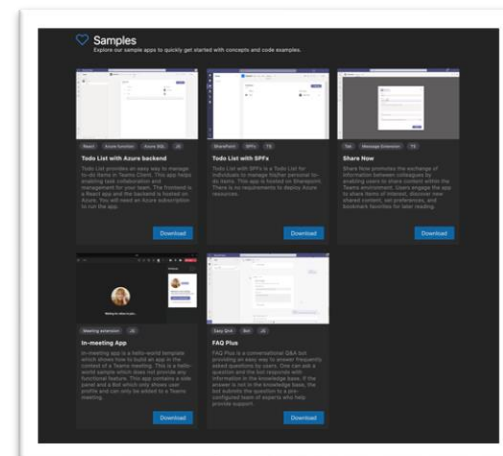 Samples
Explore our sample apps to quickly get started with concepts and code examples.
React Azure function Azure SQL JS
Todo List with Azure backend
Todo List provides an easy way to manage
to-do items in Teams Client. This app helps
enabling task collaboration and
management for your team. The frontend is
a React app and the backend is hosted on
Azure. You will need an Azure subscription
to run the app.
Download
SharePoint SPFx TS
Todo List with SPFx
Todo List with SPFx is a Todo List for
individuals to manage his/her personal to-
do items. This app is hosted on Sharepoint.
There is no requirements to deploy Azure
resources.
Download
Tab Message Extension TS
Share Now
Share Now promotes the exchange of
information between colleagues by
enabling users to share content within the
Teams environment. Users engage the app
to share items of interest, discover new
shared content, set preferences, and
bookmark favorites for later reading.
Download
Meeting extension JS
In-meeting App
In-meeting app is a hello-world template
which shows how to build an app in the
context of a Teams meeting. This is a hello-
world sample which does not provide any
functional feature. This app contains a side
panel and a Bot which only shows user
profile and can only be added to a Teams
meeting.
Download
Easy QnA Bot JS
FAQ Plus
FAQ Plus is a conversational Q&A bot
providing an easy way to answer frequently
asked questions by users. One can ask a
question and the bot responds with
information in the knowledge base. If the
answer is not in the knowledge base, the
bot submits the question to a pre-
configured team of experts who help
provide support.
Download